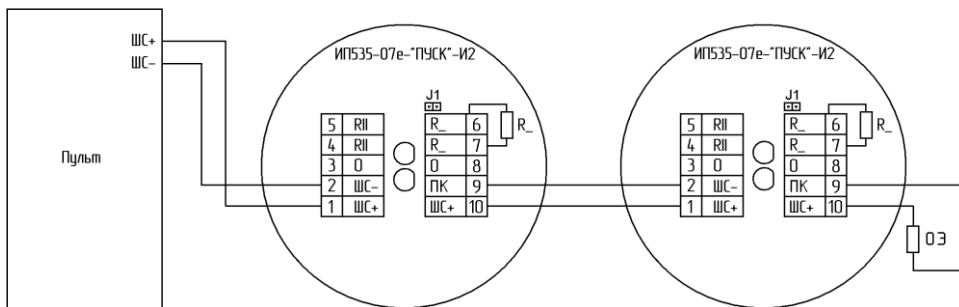 ШС+
ШС-
Пульт
ИП535-07е-"ПУСК"-И2
J1
5 RII R_ 6
4 RII R_ 7
R_
3 0 0 8
2 ШС- ПК 9
1 ШС+ ШС+ 10
ИП535-07е-"ПУСК"-И2
J1
5 RII R_ 6
4 RII R_ 7
R_
3 0 0 8
2 ШС- ПК 9
1 ШС+ ШС+ 10
ОЭ